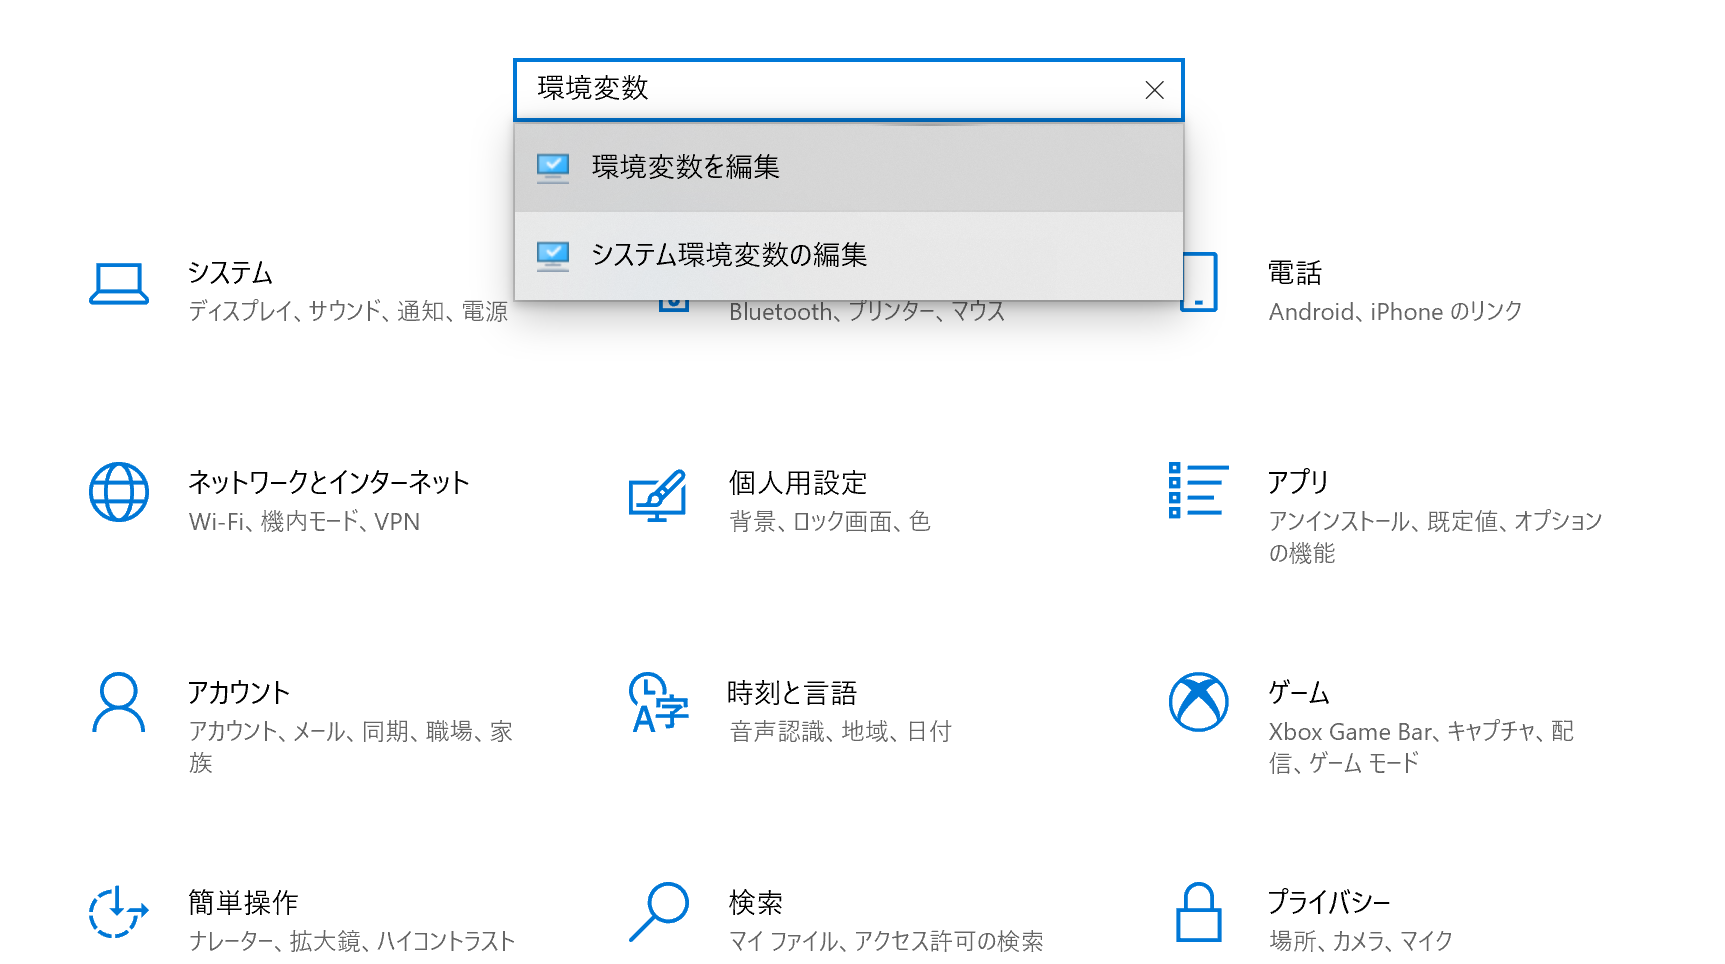 環境変数
環境変数を編集
システム環境変数の編集
システム
ディスプレイ、サウンド、通知、電源
Bluetooth、プリンター、マウス
電話
Android、iPhone のリンク
ネットワークとインターネット
Wi-Fi、機内モード、VPN
個人用設定
背景、ロック画面、色
アプリ
アンインストール、既定値、オプション
の機能
アカウント
アカウント、メール、同期、職場、家
族
時刻と言語
音声認識、地域、日付
ゲーム
Xbox Game Bar、キャプチャ、配
信、ゲーム モード
簡単操作
ナレーター、拡大鏡、ハイコントラスト
検索
マイ ファイル、アクセス許可の検索
プライバシー
場所、カメラ、マイク